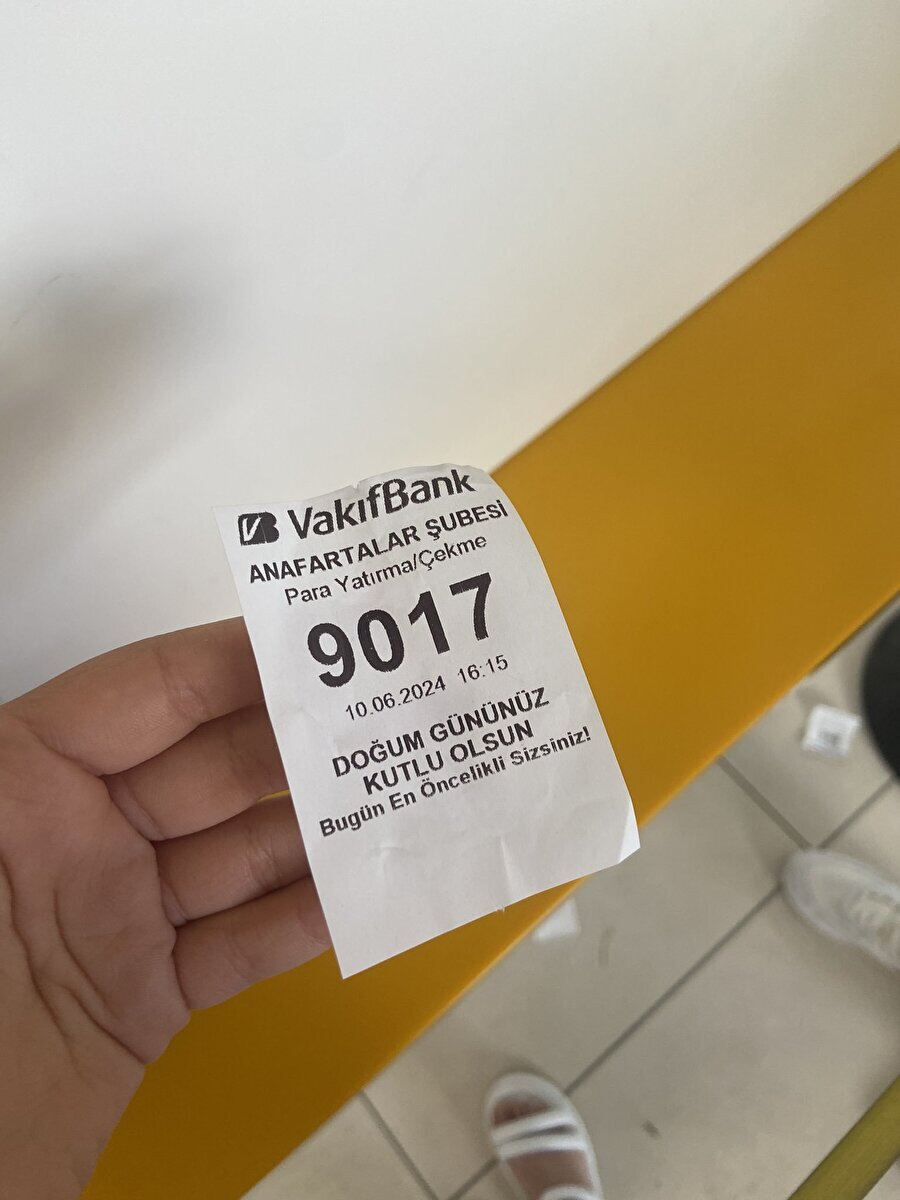 VakıfBank
ANAFARTALAR ŞUBESİ
Para Yatırma/Çekme
9017
10.06.2024 16:15
DOĞUM GÜNÜNÜZ
KUTLU OLSUN
Bugün En Öncelikli Sizsiniz!